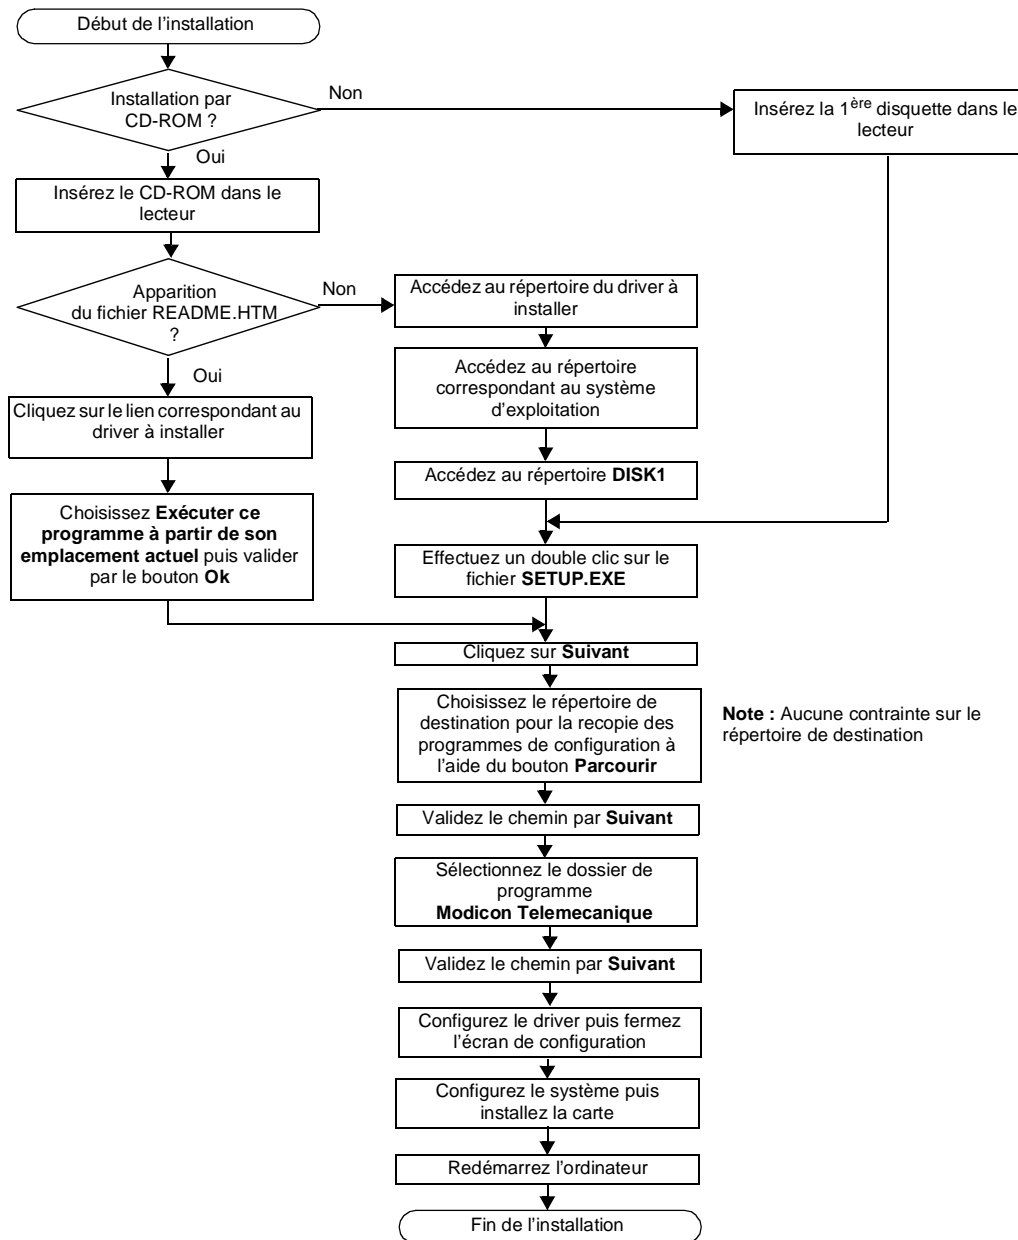 Début de l'installation
Installation par
CD-ROM ?
Non
Insérez la 1ère disquette dans le
lecteur
Oui
Insérez le CD-ROM dans le
lecteur
Apparition
du fichier README.HTM
?
Non
Accédez au répertoire du driver à
installer
Accédez au répertoire
correspondant au système
d'exploitation
Oui
Cliquez sur le lien correspondant au
driver à installer
Accédez au répertoire DISK1
Choisissez Exécuter ce
programme à partir de son
emplacement actuel puis valider
par le bouton Ok
Effectuez un double clic sur le
fichier SETUP.EXE
Cliquez sur Suivant
Choisissez le répertoire de
destination pour la recopie des
programmes de configuration à
l'aide du bouton Parcourir
Note : Aucune contrainte sur le
répertoire de destination
Validez le chemin par Suivant
Sélectionnez le dossier de
programme
Modicon Telemecanique
Validez le chemin par Suivant
Configurez le driver puis fermez
l'écran de configuration
Configurez le système puis
installez la carte
Redémarrez l'ordinateur
Fin de l'installation